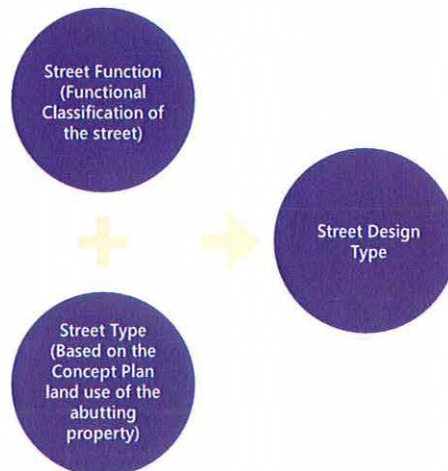 Street Function
(Functional
Classification of
the street)
+
Street Type
(Based on the
Concept Plan
land use of the
abutting
property)
Street Design
Type